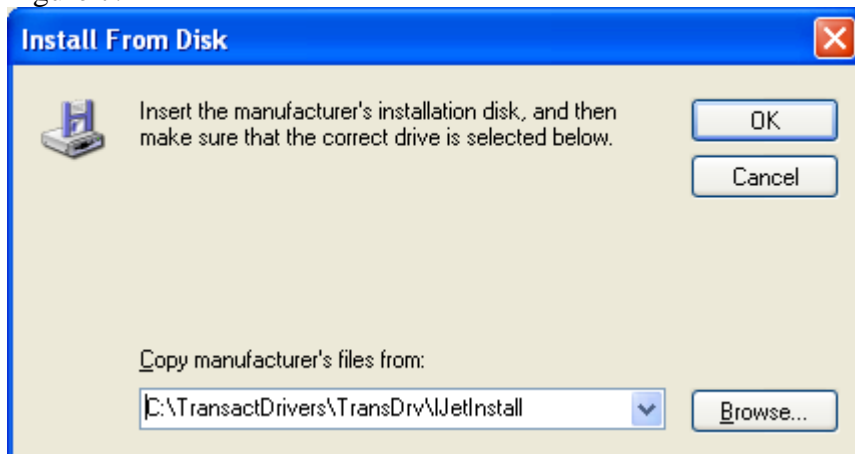 Install From Disk
Insert the manufacturer's installation disk, and then
make sure that the correct drive is selected below.
OK
Cancel
Copy manufacturer's files from:
C:\TransactDrivers\TransDrv\IJetInstall
Browse...